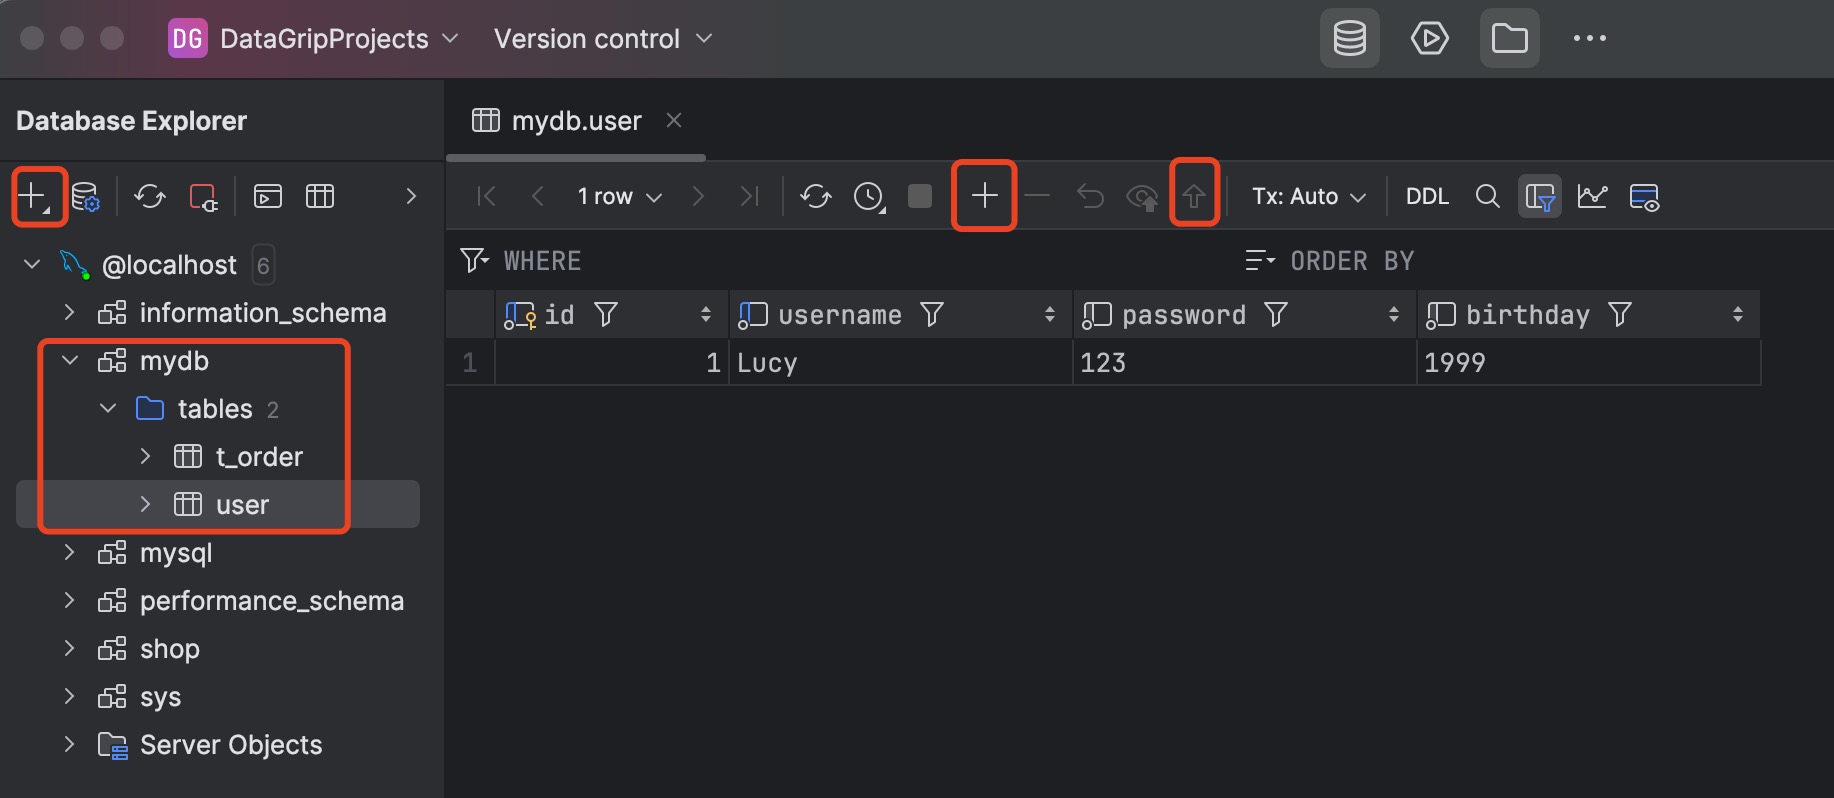 DG DataGripProjects Version control
Database Explorer
mydb.user
1 row Tx: Auto DDL
WHERE ORDER BY
@localhost 6
information_schema
mydb
tables 2
t_order
user
mysql
performance_schema
shop
sys
Server Objects
id username password birthday
1 1 Lucy 123 1999